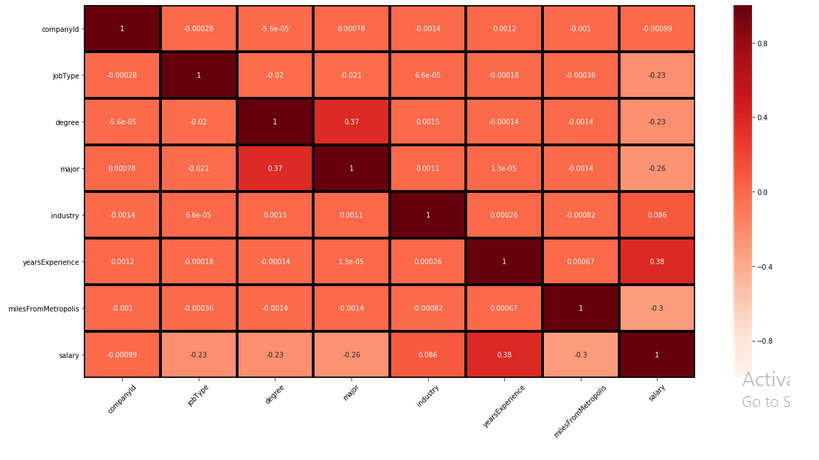 companyId 1 -0.00028 -5.6e-05 0.00078 -0.0014 0.0012 -0.001 -0.00099
jobType -0.00028 1 -0.02 -0.021 6.6e-05 -0.00018 -0.00036 -0.23
degree -5.6e-05 -0.02 1 0.37 0.0015 -0.00014 -0.0014 -0.23
major 0.00078 -0.021 0.37 1 0.0011 1.3e-05 -0.0014 -0.26
industry -0.0014 6.6e-05 0.0015 0.0011 1 0.00026 -0.00082 0.086
yearsExperience 0.0012 -0.00018 -0.00014 1.3e-05 0.00026 1 0.00067 0.38
milesFromMetropolis -0.001 -0.00036 -0.0014 -0.0014 -0.00082 0.00067 1 -0.3
salary -0.00099 -0.23 -0.23 -0.26 0.086 0.38 -0.3 1
companyId jobType degree major industry yearsExperience milesFromMetropolis salary
0.8
0.4
0.0
−0.4
−0.8
Activa
Go to S